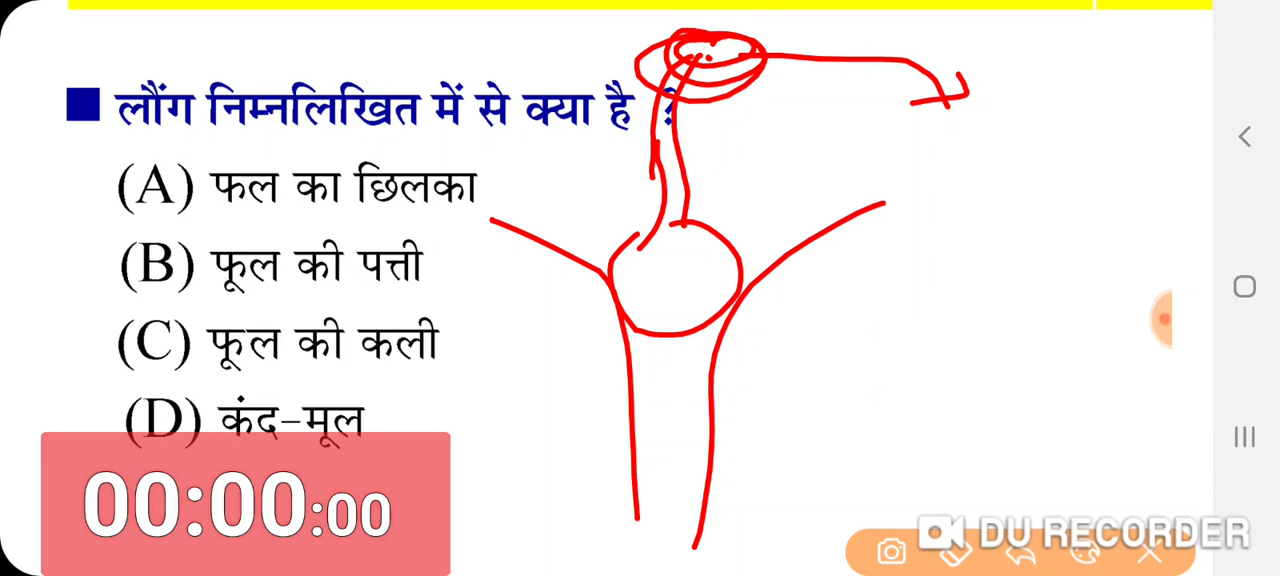 लौंग निम्नलिखित में से क्या है ?
(A) फल का छिलका
(B) फूल की पत्ती
(C) फूल की कली
(D) कंद-मूल
00:00:00
DU RECORDER